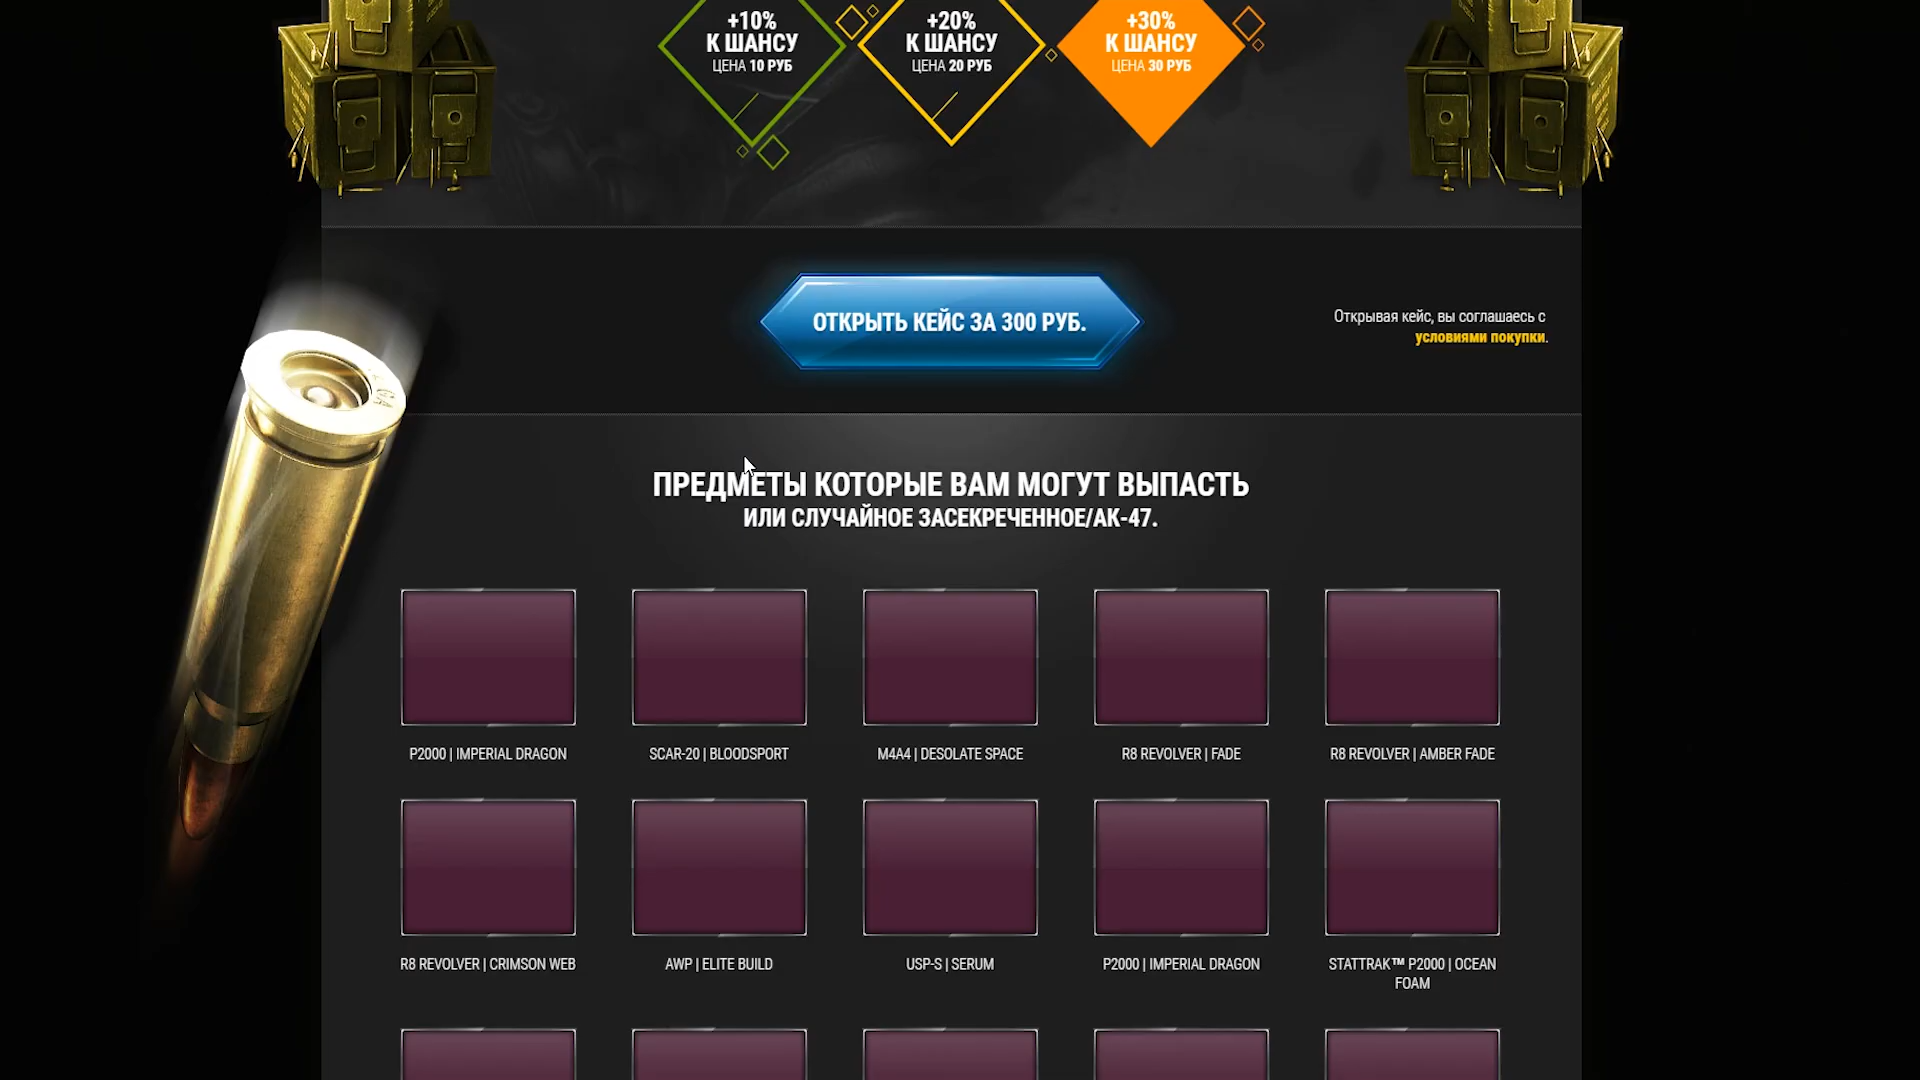 +10%
К ШАНСУ
ЦЕНА 10 РУБ
+20%
К ШАНСУ
ЦЕНА 20 РУБ
+30%
К ШАНСУ
ЦЕНА 30 РУБ
ОТКРЫТЬ КЕЙС ЗА 300 РУБ.
Открывая кейс, вы соглашаесь с
условиями покупки.
ПРЕДМЕТЫ КОТОРЫЕ ВАМ МОГУТ ВЫПАСТЬ
ИЛИ СЛУЧАЙНОЕ ЗАСЕКРЕЧЕННОЕ/АК-47.
P2000 | IMPERIAL DRAGON
SCAR-20 | BLOODSPORT
M4A4 | DESOLATE SPACE
R8 REVOLVER | FADE
R8 REVOLVER | AMBER FADE
R8 REVOLVER | CRIMSON WEB
AWP | ELITE BUILD
USP-S | SERUM
P2000 | IMPERIAL DRAGON
STATTRAK™ P2000 | OCEAN
FOAM